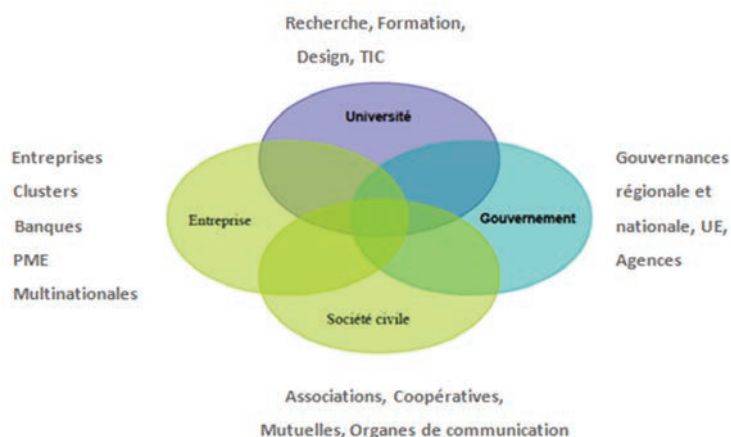 Recherche, Formation,
Design, TIC
Université
Entreprises
Clusters
Banques
PME
Multinationales
Entreprise
Gouvernement
Gouvernances
régionale et
nationale, UE,
Agences
Société civile
Associations, Coopératives,
Mutuelles, Organes de communication